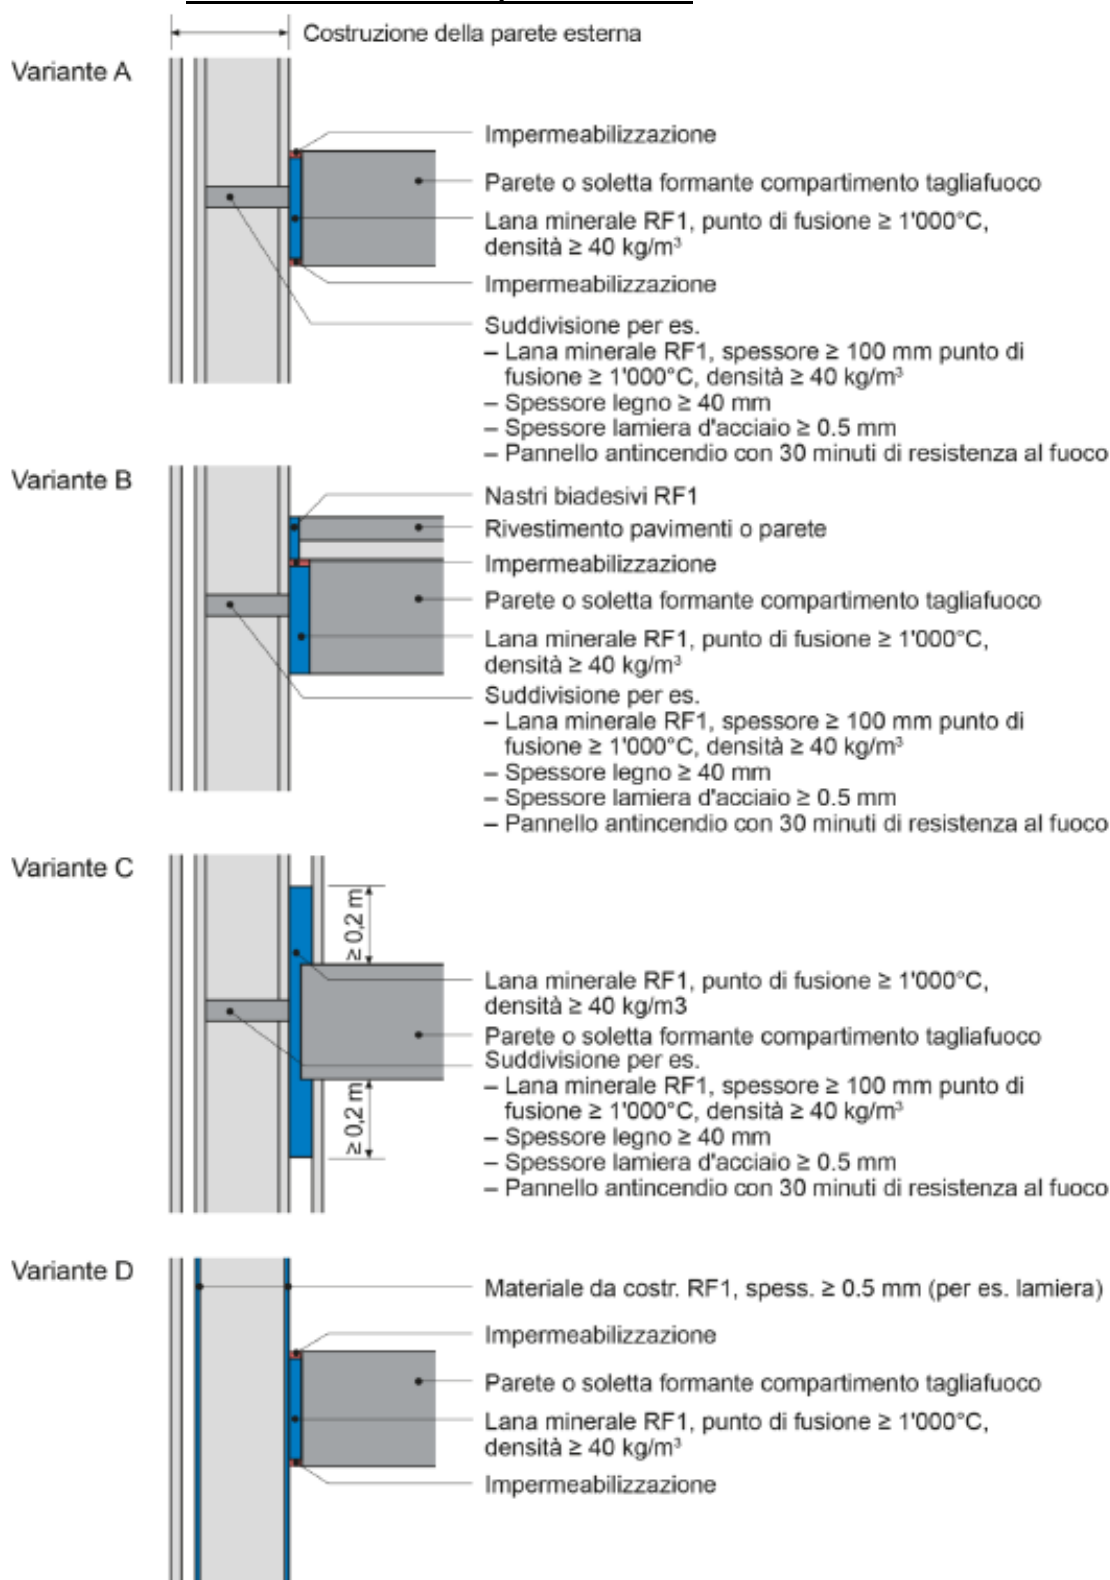 Costruzione della parete esterna
Variante A
Impermeabilizzazione
Parete o soletta formante compartimento tagliafuoco
Lana minerale RF1, punto di fusione ≥ 1'000°C,
densità ≥ 40 kg/m³
Impermeabilizzazione
Suddivisione per es.
– Lana minerale RF1, spessore ≥ 100 mm punto di
fusione ≥ 1'000°C, densità ≥ 40 kg/m³
– Spessore legno ≥ 40 mm
– Spessore lamiera d'acciaio ≥ 0.5 mm
– Pannello antincendio con 30 minuti di resistenza al fuoco
Variante B
Nastri biadesivi RF1
Rivestimento pavimenti o parete
Impermeabilizzazione
Parete o soletta formante compartimento tagliafuoco
Lana minerale RF1, punto di fusione ≥ 1'000°C,
densità ≥ 40 kg/m³
Suddivisione per es.
– Lana minerale RF1, spessore ≥ 100 mm punto di
fusione ≥ 1'000°C, densità ≥ 40 kg/m³
– Spessore legno ≥ 40 mm
– Spessore lamiera d'acciaio ≥ 0.5 mm
– Pannello antincendio con 30 minuti di resistenza al fuoco
Variante C
≥ 0,2 m
Lana minerale RF1, punto di fusione ≥ 1'000°C,
densità ≥ 40 kg/m3
Parete o soletta formante compartimento tagliafuoco
Suddivisione per es.
– Lana minerale RF1, spessore ≥ 100 mm punto di
fusione ≥ 1'000°C, densità ≥ 40 kg/m³
– Spessore legno ≥ 40 mm
– Spessore lamiera d'acciaio ≥ 0.5 mm
– Pannello antincendio con 30 minuti di resistenza al fuoco
≥ 0,2 m
Variante D
Materiale da costr. RF1, spess. ≥ 0.5 mm (per es. lamiera)
Impermeabilizzazione
Parete o soletta formante compartimento tagliafuoco
Lana minerale RF1, punto di fusione ≥ 1'000°C,
densità ≥ 40 kg/m³
Impermeabilizzazione